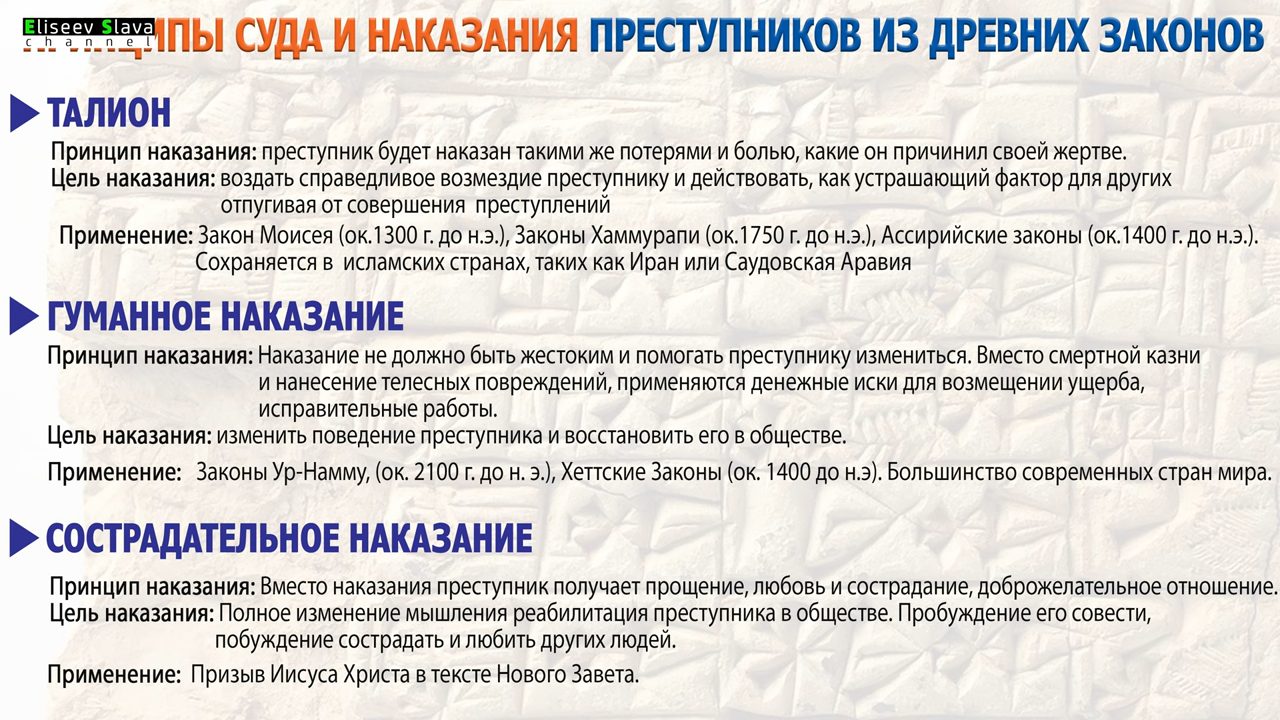 Eliseev Slava
channel
СУДА И НАКАЗАНИЯ ПРЕСТУПНИКОВ ИЗ ДРЕВНИХ ЗАКОНОВ
ТАЛИОН
Принцип наказания: преступник будет наказан такими же потерями и болью, какие он причинил своей жертве.
Цель наказания: воздать справедливое возмездие преступнику и действовать, как устрашающий фактор для других
отпугивая от совершения преступлений
Применение: Закон Моисея (ок.1300 г. до н.э.), Законы Хаммурапи (ок.1750 г. до н.э.), Ассирийские законы (ок.1400 г. до н.э.).
Сохраняется в исламских странах, таких как Иран или Саудовская Аравия
ГУМАННОЕ НАКАЗАНИЕ
Принцип наказания: Наказание не должно быть жестоким и помогать преступнику измениться. Вместо смертной казни
и нанесение телесных повреждений, применяются денежные иски для возмещении ущерба,
исправительные работы.
Цель наказания: изменить поведение преступника и восстановить его в обществе.
Применение: Законы Ур-Намму, (ок. 2100 г. до н. э.), Хеттские Законы (ок. 1400 до н.э). Большинство современных стран мира.
СОСТРАДАТЕЛЬНОЕ НАКАЗАНИЕ
Принцип наказания: Вместо наказания преступник получает прощение, любовь и сострадание, доброжелательное отношение.
Цель наказания: Полное изменение мышления реабилитация преступника в обществе. Пробуждение его совести,
побуждение сострадать и любить других людей.
Применение: Призыв Иисуса Христа в тексте Нового Завета.